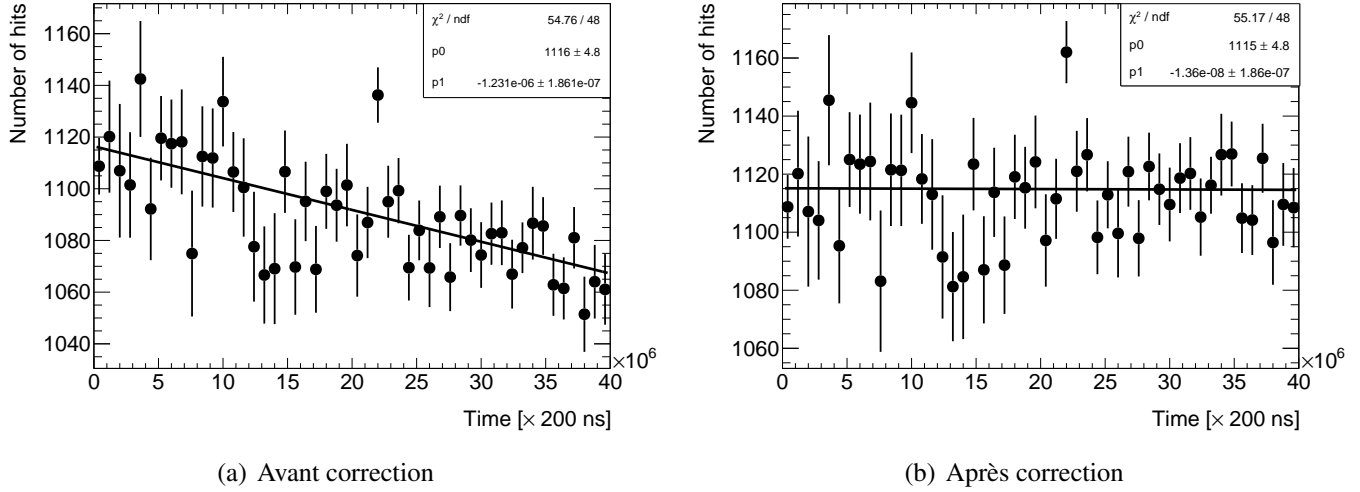 Number of hits
1160
1140
1120
1100
1080
1060
1040
χ² / ndf 54.76 / 48
p0 1116 ± 4.8
p1 -1.231e-06 ± 1.861e-07
0 5 10 15 20 25 30 35 40
×10⁶
Time [× 200 ns]
(a) Avant correction
Number of hits
1160
1140
1120
1100
1080
1060
χ² / ndf 55.17 / 48
p0 1115 ± 4.8
p1 -1.36e-08 ± 1.86e-07
0 5 10 15 20 25 30 35 40
×10⁶
Time [× 200 ns]
(b) Après correction